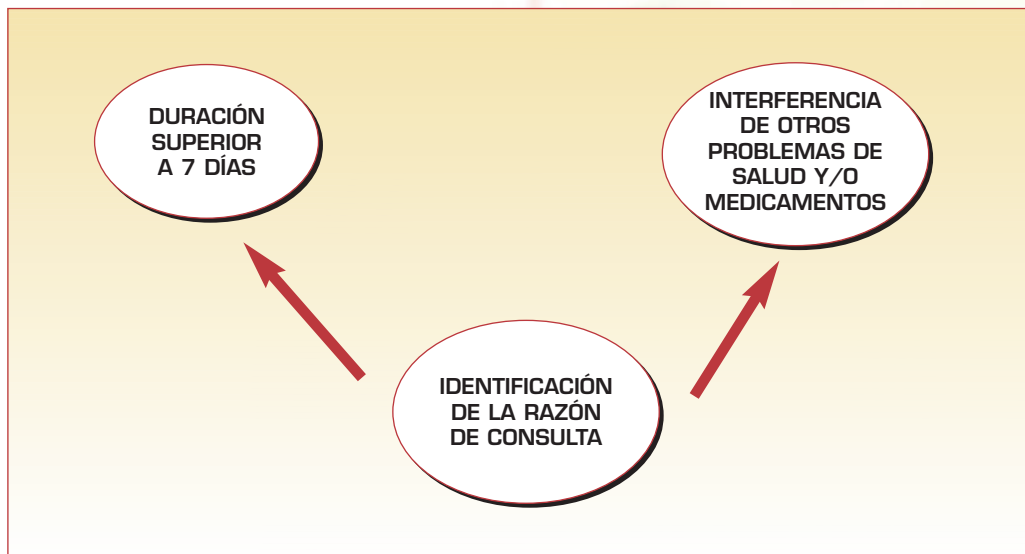 DURACIÓN
SUPERIOR
A 7 DÍAS
INTERFERENCIA
DE OTROS
PROBLEMAS DE
SALUD Y/O
MEDICAMENTOS
IDENTIFICACIÓN
DE LA RAZÓN
DE CONSULTA